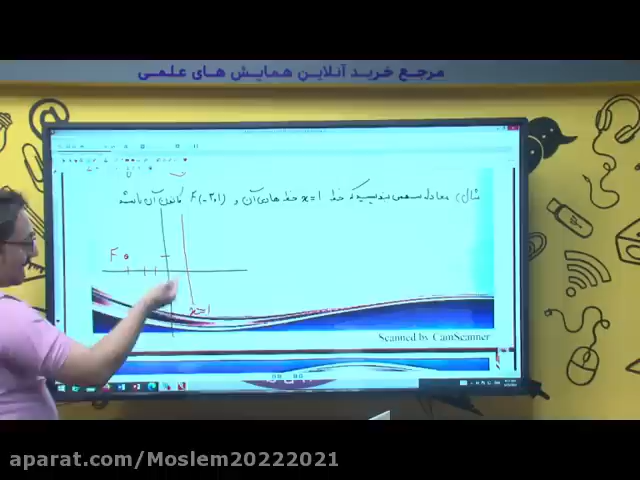 مرجع خرید آنلاین همایش های علمی
مثال) معادله سهمی بنویسید که خط x=1 خط هادی آن و F(-3,1) کانون آن باشد
F
x=1
Scanned by CamScanner
aparat.com/Moslem20222021